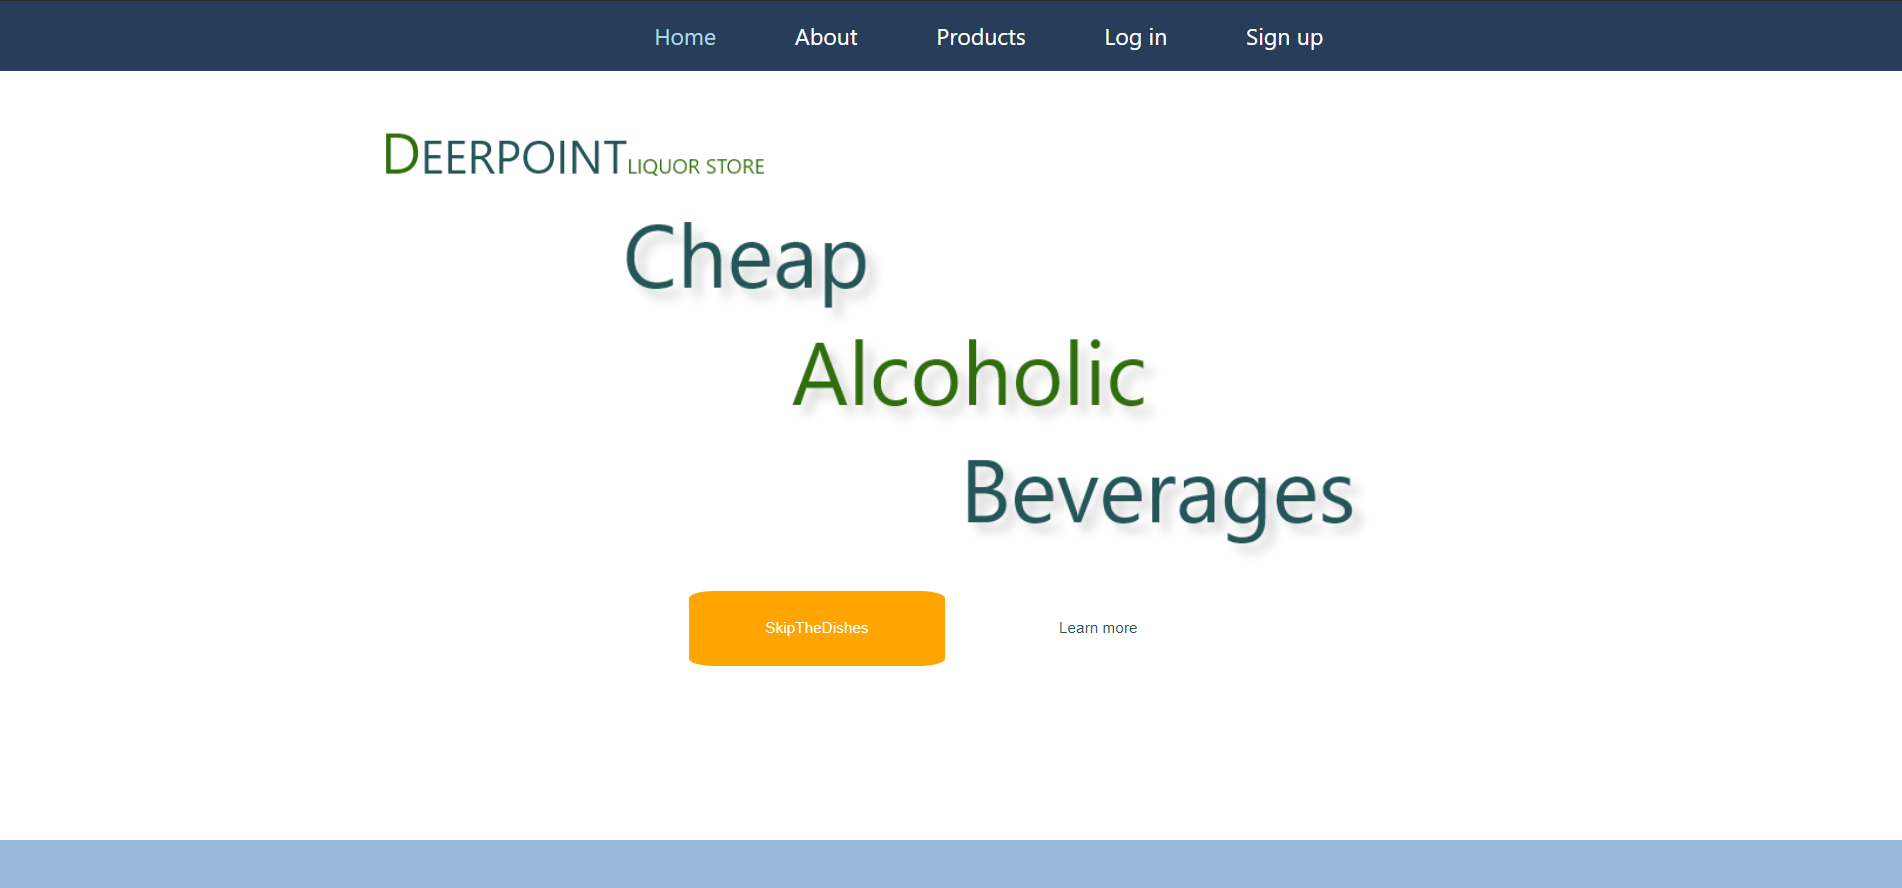 Home About Products Log in Sign up
DEERPOINT LIQUOR STORE
Cheap
Alcoholic
Beverages
SkipTheDishes Learn more